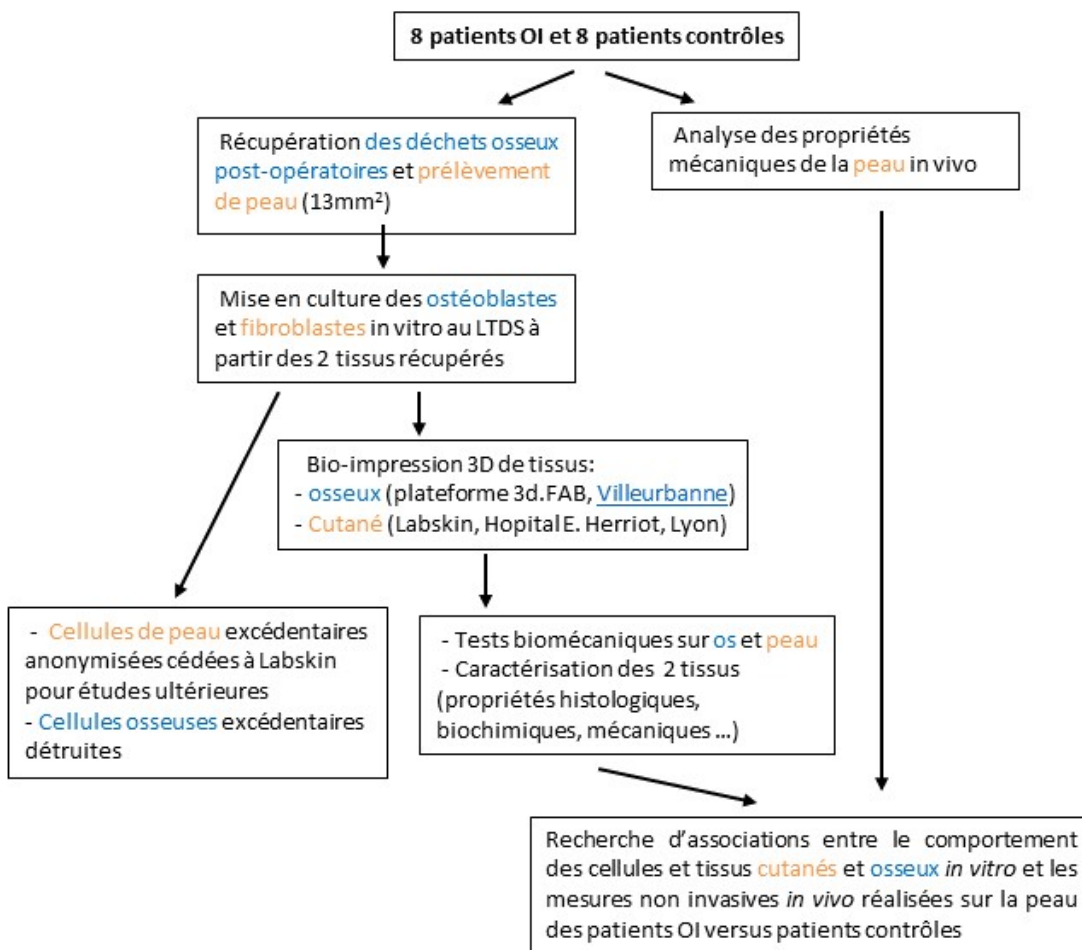 8 patients OI et 8 patients contrôles
Récupération des déchets osseux
post-opératoires et prélèvement
de peau (13mm²)
Analyse des propriétés
mécaniques de la peau in vivo
Mise en culture des ostéoblastes
et fibroblastes in vitro au LTDS à
partir des 2 tissus récupérés
Bio-impression 3D de tissus:
- osseux (plateforme 3d.FAB, Villeurbanne)
- Cutané (Labskin, Hopital E. Herriot, Lyon)
- Cellules de peau excédentaires
anonymisées cédées à Labskin
pour études ultérieures
- Cellules osseuses excédentaires
détruites
- Tests biomécaniques sur os et peau
- Caractérisation des 2 tissus
(propriétés histologiques,
biochimiques, mécaniques ...)
Recherche d'associations entre le comportement
des cellules et tissus cutanés et osseux in vitro et les
mesures non invasives in vivo réalisées sur la peau
des patients OI versus patients contrôles